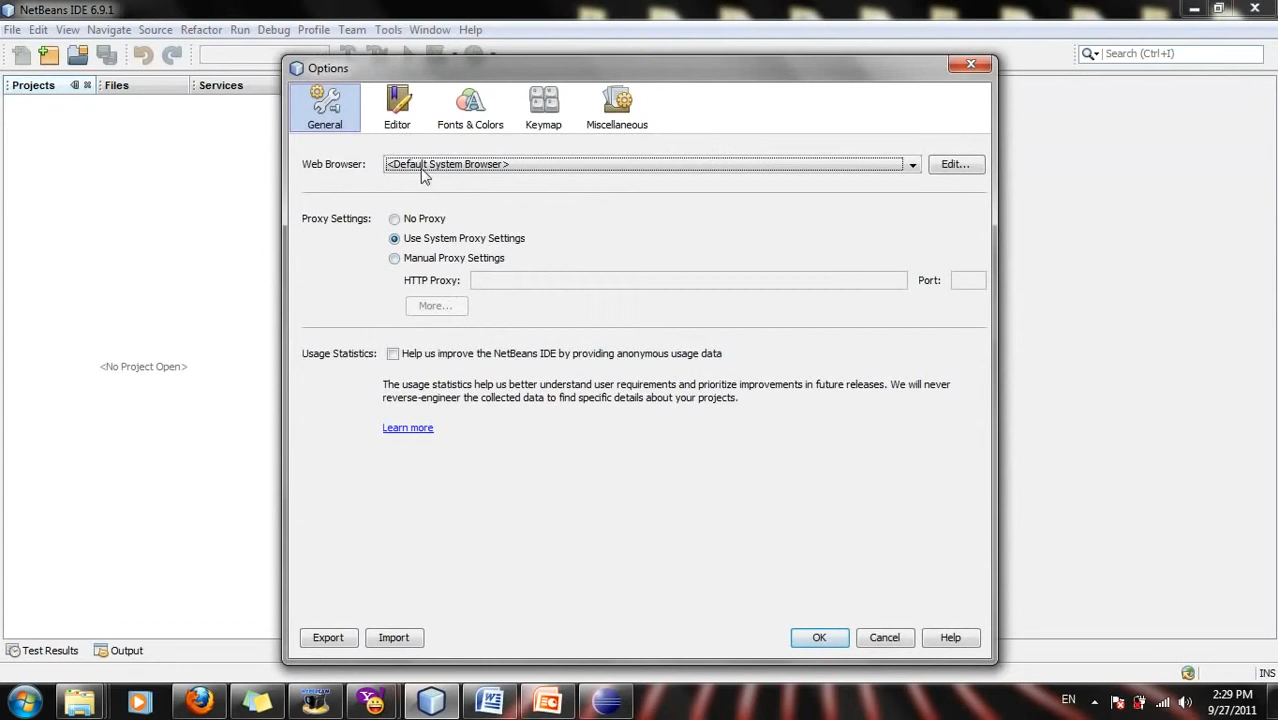 NetBeans IDE 6.9.1
File Edit View Navigate Source Refactor Run Debug Profile Team Tools Window Help
Search (Ctrl+I)
Projects Files Services
Options
General Editor Fonts & Colors Keymap Miscellaneous
Web Browser: <Default System Browser> Edit...
Proxy Settings: No Proxy
Use System Proxy Settings
Manual Proxy Settings
HTTP Proxy: Port:
More...
<No Project Open>
Usage Statistics: Help us improve the NetBeans IDE by providing anonymous usage data
The usage statistics help us better understand user requirements and prioritize improvements in future releases. We will never
reverse-engineer the collected data to find specific details about your projects.
Learn more
Export Import OK Cancel Help
Test Results Output
INS
EN 2:29 PM
9/27/2011